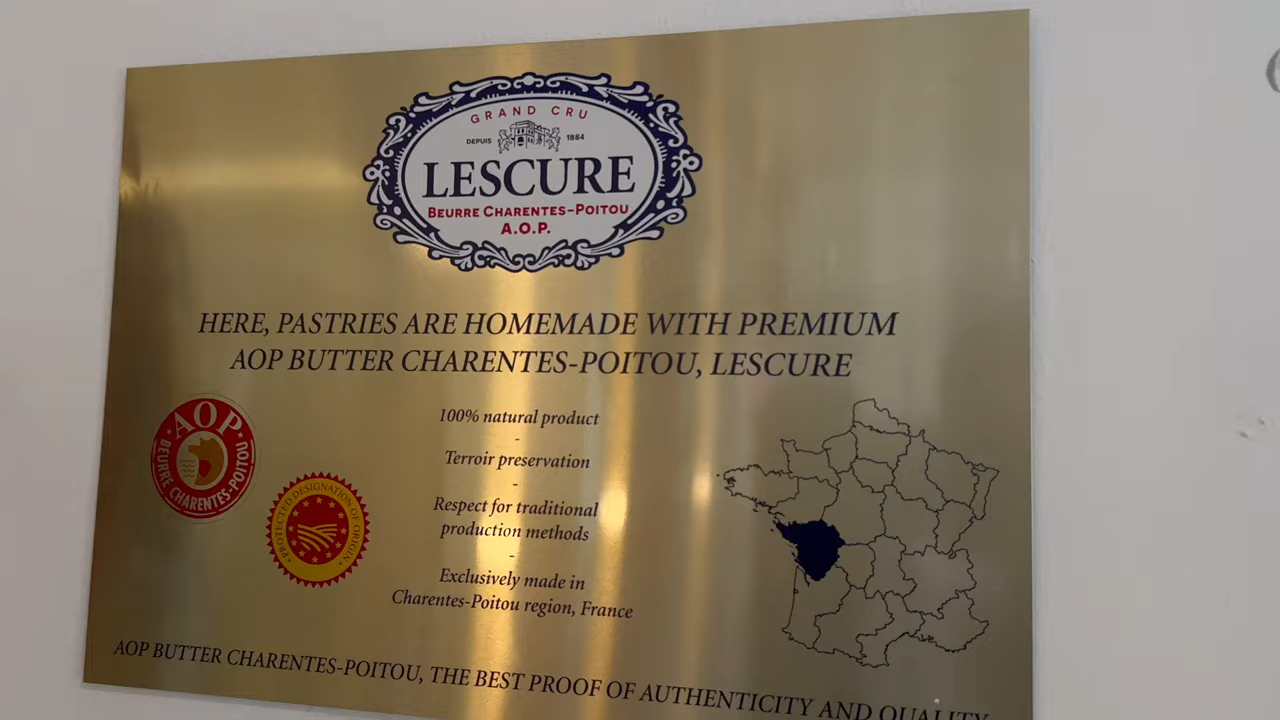 GRAND CRU
DEPUIS 1884
LESCURE
BEURRE CHARENTES-POITOU
A.O.P.
HERE, PASTRIES ARE HOMEMADE WITH PREMIUM
AOP BUTTER CHARENTES-POITOU, LESCURE
AOP
BEURRE CHARENTES-POITOU
PROTECTED DESIGNATION OF ORIGIN
100% natural product
-
Terroir preservation
-
Respect for traditional
production methods
-
Exclusively made in
Charentes-Poitou region, France
AOP BUTTER CHARENTES-POITOU, THE BEST PROOF OF AUTHENTICITY AND QUALITY